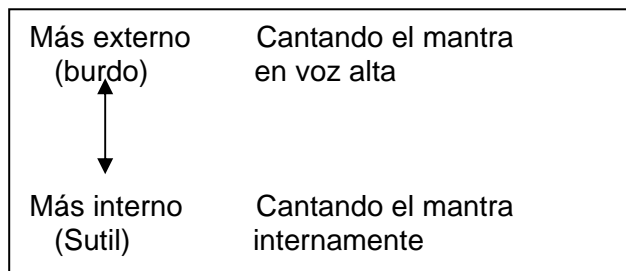 Más externo Cantando el mantra
(burdo) en voz alta
Más interno Cantando el mantra
(Sutil) internamente